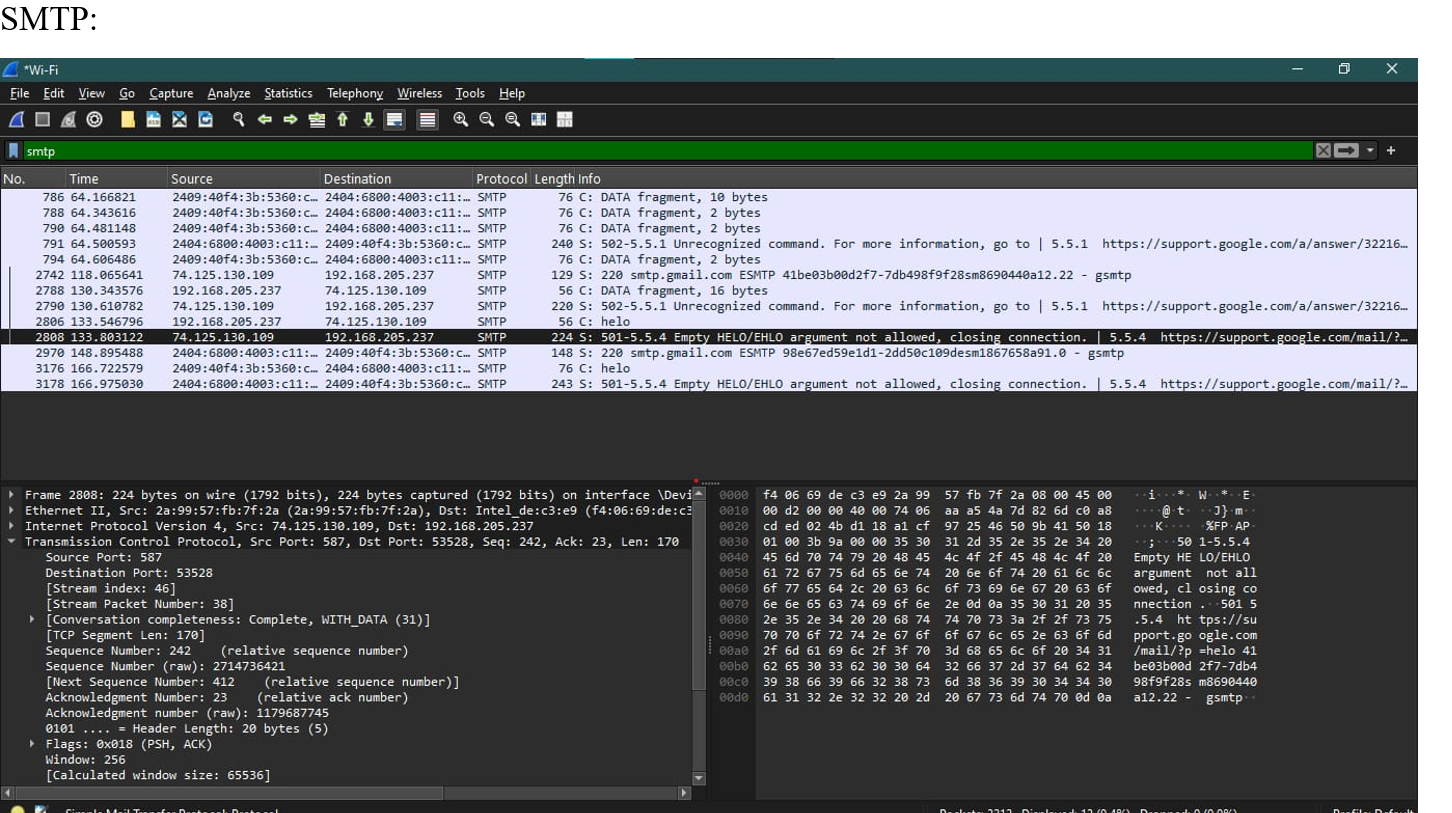 SMTP:
*Wi-Fi
File Edit View Go Capture Analyze Statistics Telephony Wireless Tools Help
smtp
No. Time Source Destination Protocol Length Info
786 64.166821 2409:40f4:3b:5360:c… 2404:6800:4003:c11:… SMTP 76 C: DATA fragment, 10 bytes
788 64.343616 2409:40f4:3b:5360:c… 2404:6800:4003:c11:… SMTP 76 C: DATA fragment, 2 bytes
790 64.481148 2409:40f4:3b:5360:c… 2404:6800:4003:c11:… SMTP 76 C: DATA fragment, 2 bytes
791 64.500593 2404:6800:4003:c11:… 2409:40f4:3b:5360:c… SMTP 240 S: 502-5.5.1 Unrecognized command. For more information, go to | 5.5.1 https://support.google.com/a/answer/32216…
794 64.606486 2409:40f4:3b:5360:c… 2404:6800:4003:c11:… SMTP 76 C: DATA fragment, 2 bytes
2742 118.065641 74.125.130.109 192.168.205.237 SMTP 129 S: 220 smtp.gmail.com ESMTP 41be03b00d2f7-7db498f9f28sm8690440a12.22 - gsmtp
2788 130.343576 192.168.205.237 74.125.130.109 SMTP 56 C: DATA fragment, 16 bytes
2790 130.610782 74.125.130.109 192.168.205.237 SMTP 220 S: 502-5.5.1 Unrecognized command. For more information, go to | 5.5.1 https://support.google.com/a/answer/32216…
2806 133.546796 192.168.205.237 74.125.130.109 SMTP 56 C: helo
2808 133.803122 74.125.130.109 192.168.205.237 SMTP 224 S: 501-5.5.4 Empty HELO/EHLO argument not allowed, closing connection. | 5.5.4 https://support.google.com/mail/?…
2970 148.895488 2404:6800:4003:c11:… 2409:40f4:3b:5360:c… SMTP 148 S: 220 smtp.gmail.com ESMTP 98e67ed59e1d1-2dd50c109desm1867658a91.0 - gsmtp
3176 166.722579 2409:40f4:3b:5360:c… 2404:6800:4003:c11:… SMTP 76 C: helo
3178 166.975030 2404:6800:4003:c11:… 2409:40f4:3b:5360:c… SMTP 243 S: 501-5.5.4 Empty HELO/EHLO argument not allowed, closing connection. | 5.5.4 https://support.google.com/mail/?…
Frame 2808: 224 bytes on wire (1792 bits), 224 bytes captured (1792 bits) on interface \Devi
Ethernet II, Src: 2a:99:57:fb:7f:2a (2a:99:57:fb:7f:2a), Dst: Intel_de:c3:e9 (f4:06:69:de:c3
Internet Protocol Version 4, Src: 74.125.130.109, Dst: 192.168.205.237
Transmission Control Protocol, Src Port: 587, Dst Port: 53528, Seq: 242, Ack: 23, Len: 170
Source Port: 587
Destination Port: 53528
[Stream index: 46]
[Stream Packet Number: 38]
[Conversation completeness: Complete, WITH_DATA (31)]
[TCP Segment Len: 170]
Sequence Number: 242 (relative sequence number)
Sequence Number (raw): 2714736421
[Next Sequence Number: 412 (relative sequence number)]
Acknowledgment Number: 23 (relative ack number)
Acknowledgment number (raw): 1179687745
0101 .... = Header Length: 20 bytes (5)
Flags: 0x018 (PSH, ACK)
Window: 256
[Calculated window size: 65536]
0000 f4 06 69 de c3 e9 2a 99 57 fb 7f 2a 08 00 45 00 ··i···*· W··*··E·
0010 00 d2 00 00 40 00 74 06 aa a5 4a 7d 82 6d c0 a8 ····@·t· ··J}·m··
0020 cd ed 02 4b d1 18 a1 cf 97 25 46 50 9b 41 50 18 ···K···· ·%FP·AP·
0030 01 00 3b 9a 00 00 35 30 31 2d 35 2e 35 2e 34 20 ··;···50 1-5.5.4
0040 45 6d 70 74 79 20 48 45 4c 4f 2f 45 48 4c 4f 20 Empty HE LO/EHLO
0050 61 72 67 75 6d 65 6e 74 20 6e 6f 74 20 61 6c 6c argument not all
0060 6f 77 65 64 2c 20 63 6c 6f 73 69 6e 67 20 63 6f owed, cl osing co
0070 6e 6e 65 63 74 69 6f 6e 2e 0d 0a 35 30 31 20 35 nnection .··501 5
0080 2e 35 2e 34 20 20 68 74 74 70 73 3a 2f 2f 73 75 .5.4 ht tps://su
0090 70 70 6f 72 74 2e 67 6f 6f 67 6c 65 2e 63 6f 6d pport.go ogle.com
00a0 2f 6d 61 69 6c 2f 3f 70 3d 68 65 6c 6f 20 34 31 /mail/?p =helo 41
00b0 62 65 30 33 62 30 30 64 32 66 37 2d 37 64 62 34 be03b00d 2f7-7db4
00c0 39 38 66 39 66 32 38 73 6d 38 36 39 30 34 34 30 98f9f28s m8690440
00d0 61 31 32 2e 32 32 20 2d 20 67 73 6d 74 70 0d 0a a12.22 - gsmtp··